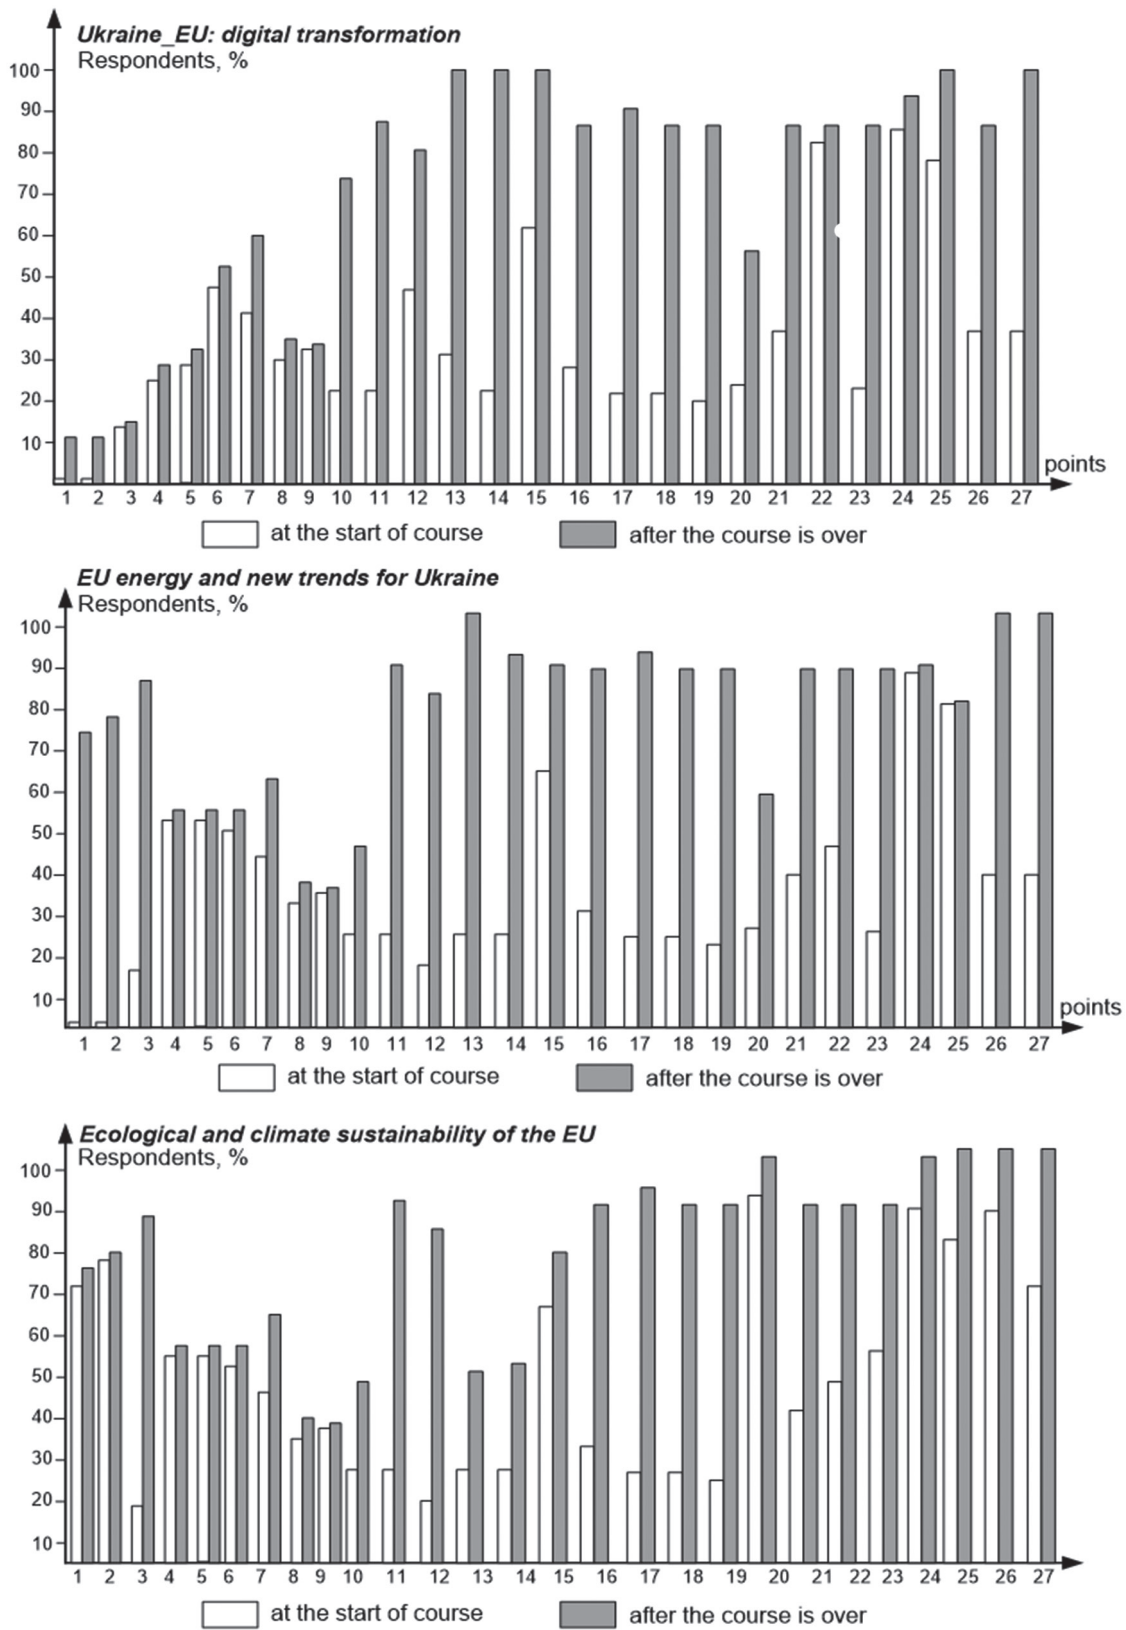 Ukraine_EU: digital transformation
Respondents, %
100
90
80
70
60
50
40
30
20
10
points
1 2 3 4 5 6 7 8 9 10 11 12 13 14 15 16 17 18 19 20 21 22 23 24 25 26 27
at the start of course after the course is over
EU energy and new trends for Ukraine
Respondents, %
100
90
80
70
60
50
40
30
20
10
points
1 2 3 4 5 6 7 8 9 10 11 12 13 14 15 16 17 18 19 20 21 22 23 24 25 26 27
at the start of course after the course is over
Ecological and climate sustainability of the EU
Respondents, %
100
90
80
70
60
50
40
30
20
10
1 2 3 4 5 6 7 8 9 10 11 12 13 14 15 16 17 18 19 20 21 22 23 24 25 26 27
at the start of course after the course is over